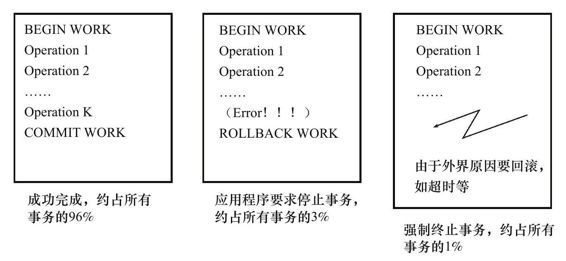 BEGIN WORK
Operation 1
Operation 2
……
Operation K
COMMIT WORK
成功完成，约占所有
事务的96%
BEGIN WORK
Operation 1
Operation 2
……
（Error！！！）
ROLLBACK WORK
应用程序要求停止事务，
约占所有事务的3%
BEGIN WORK
Operation 1
Operation 2
……
由于外界原因要回滚，
如超时等
强制终止事务，约占所有
事务的1%